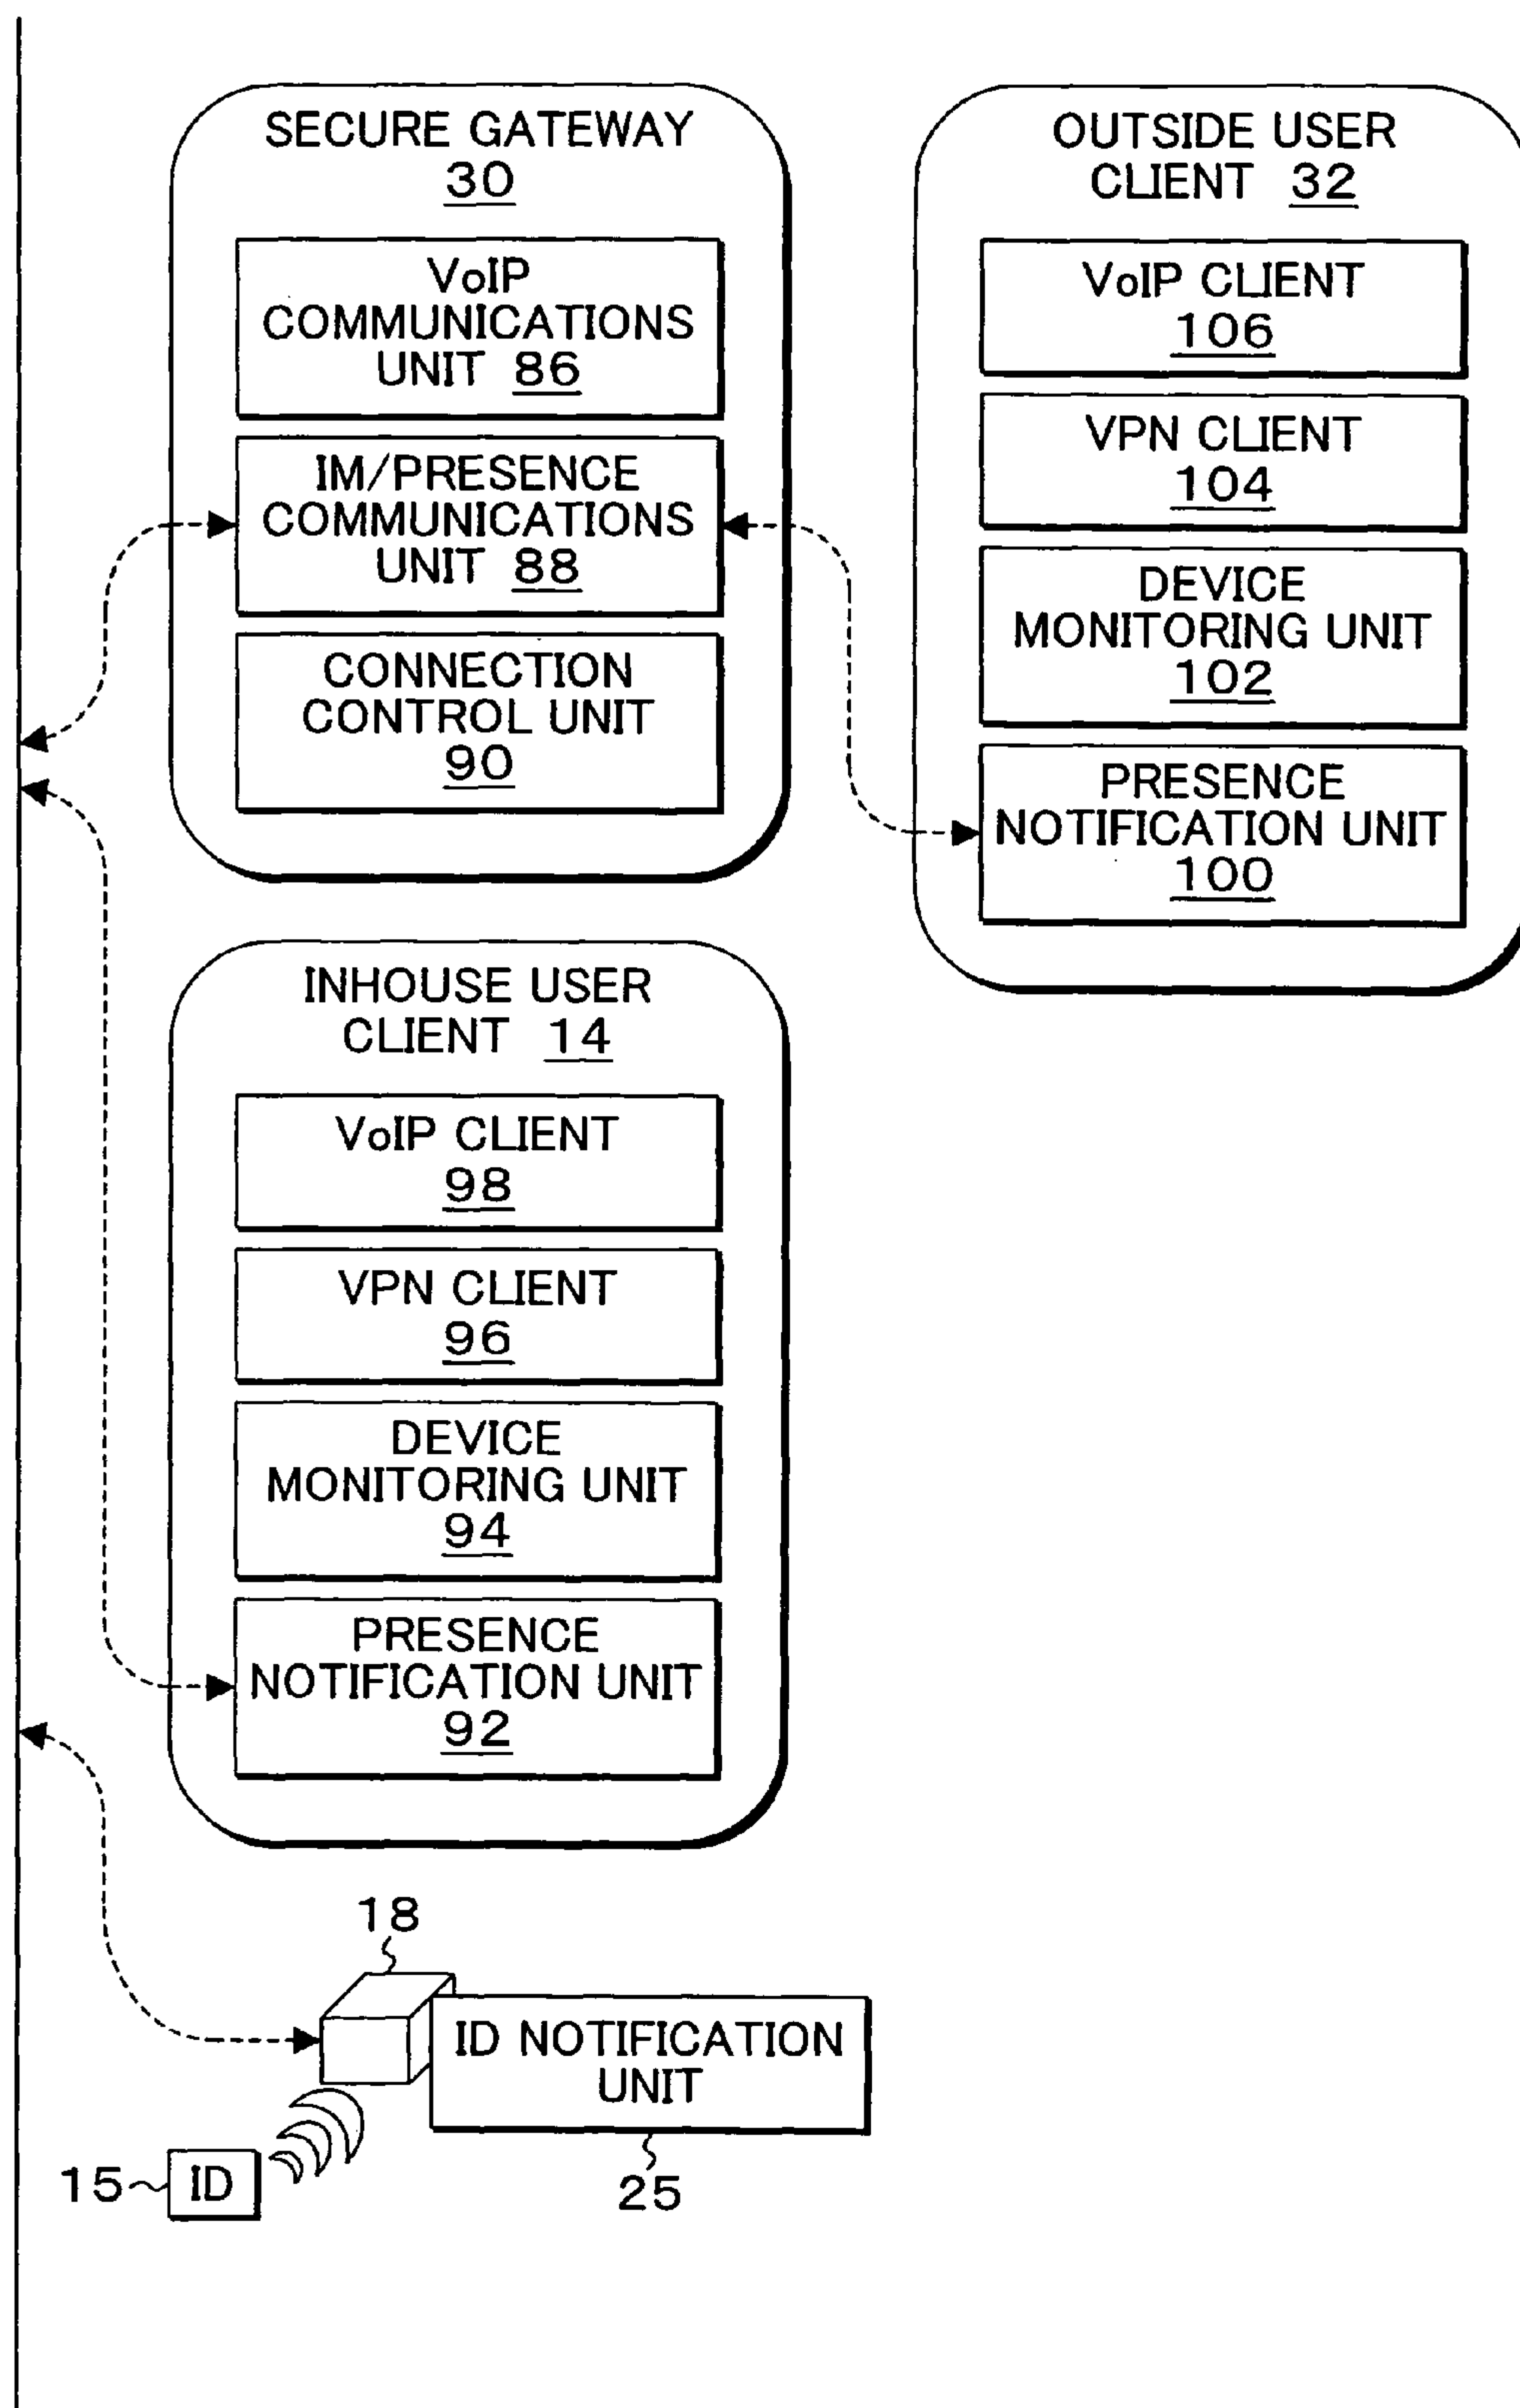 SECURE GATEWAY
30
VoIP
COMMUNICATIONS
UNIT 86
IM/PRESENCE
COMMUNICATIONS
UNIT 88
CONNECTION
CONTROL UNIT
90
OUTSIDE USER
CLIENT 32
VoIP CLIENT
106
VPN CLIENT
104
DEVICE
MONITORING UNIT
102
PRESENCE
NOTIFICATION UNIT
100
INHOUSE USER
CLIENT 14
VoIP CLIENT
98
VPN CLIENT
96
DEVICE
MONITORING UNIT
94
PRESENCE
NOTIFICATION UNIT
92
18
ID NOTIFICATION
UNIT
25
15
ID